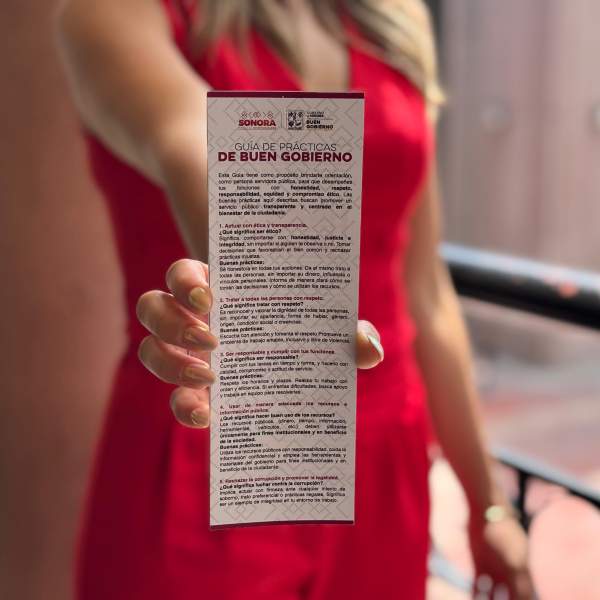 SONORA
BUEN
GOBIERNO
GUÍA DE PRÁCTICAS
DE BUEN GOBIERNO
Esta Guía tiene como propósito brindarte orientación,
como persona servidora pública, para que desempeñes
tus funciones con honestidad, respeto,
responsabilidad, equidad y compromiso ético. Las
buenas prácticas aquí descritas buscan promover un
servicio público transparente y centrado en el
bienestar de la ciudadanía.
1. Actuar con ética y transparencia.
¿Qué significa ser ético?
Significa comportarse con honestidad, justicia e
integridad, sin importar si alguien te observa o no. Tomar
decisiones que favorezcan el bien común y rechazar
prácticas injustas.
Buenas prácticas:
Sé honesto/a en todas tus acciones. Da el mismo trato a
todas las personas, sin importar su dinero, influencia o
vínculos personales. Informa de manera clara cómo se
toman las decisiones y cómo se utilizan los recursos.
2. Tratar a todas las personas con respeto.
¿Qué significa tratar con respeto?
Es reconocer y valorar la dignidad de todas las personas,
sin importar su apariencia, forma de hablar, género,
origen, condición social o creencias.
Buenas prácticas:
Escucha con atención y fomenta el respeto. Promueve un
ambiente de trabajo amable, inclusivo y libre de violencia.
3. Ser responsable y cumplir con tus funciones.
¿Qué significa ser responsable?
Cumplir con tus tareas en tiempo y forma, y hacerlo con
calidad, compromiso y actitud de servicio.
Buenas prácticas:
Respeta los horarios y plazos. Realiza tu trabajo con
orden y eficiencia. Si enfrentas dificultades, busca apoyo
y trabaja en equipo para resolverlas.
4. Usar de manera adecuada los recursos e
información pública.
¿Qué significa hacer buen uso de los recursos?
Los recursos públicos (dinero, tiempo, información,
herramientas, vehículos, etc.) deben utilizarse
únicamente para fines institucionales y en beneficio
de la sociedad.
Buenas prácticas:
Utiliza los recursos públicos con responsabilidad, cuida la
información confidencial y emplea las herramientas y
materiales del gobierno para fines institucionales y en
beneficio de la ciudadanía.
5. Rechazar la corrupción y promover la legalidad.
¿Qué significa luchar contra la corrupción?
Implica actuar con firmeza ante cualquier intento de
soborno, trato preferencial o prácticas ilegales. Significa
ser un ejemplo de integridad en tu entorno de trabajo.